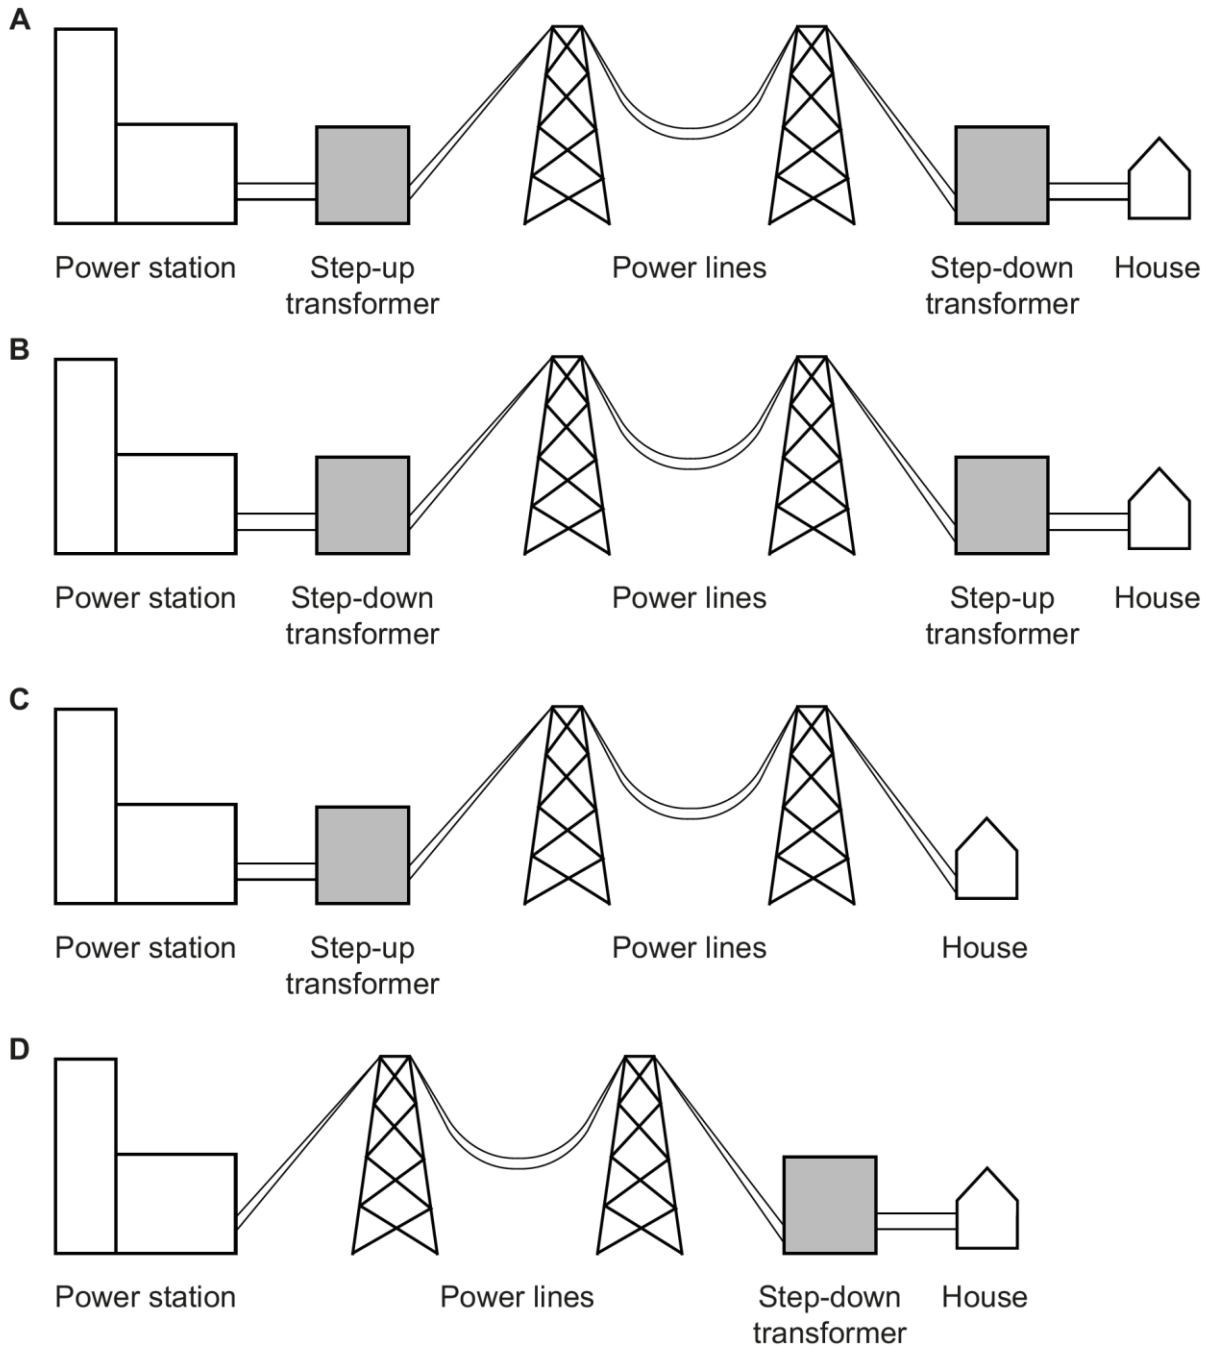 A
Power station Step-up transformer Power lines Step-down transformer House
B
Power station Step-down transformer Power lines Step-up transformer House
C
Power station Step-up transformer Power lines House
D
Power station Power lines Step-down transformer House